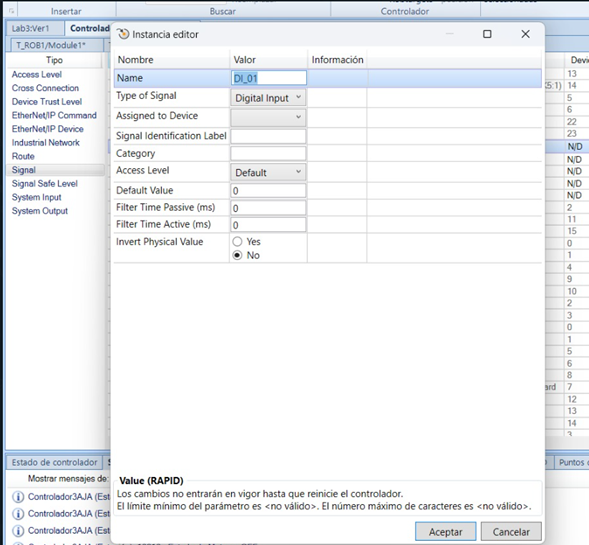 Insertar
Buscar
Controlador
Lab3:Ver1
T_ROB1/Module1*
Tipo
Access Level
Cross Connection
Device Trust Level
EtherNet/IP Command
EtherNet/IP Device
Industrial Network
Route
Signal
Signal Safe Level
System Input
System Output
Instancia editor
Nombre Valor Información
Name DI_01
Type of Signal Digital Input
Assigned to Device
Signal Identification Label
Category
Access Level Default
Default Value 0
Filter Time Passive (ms) 0
Filter Time Active (ms) 0
Invert Physical Value Yes
No
Value (RAPID)
Los cambios no entrarán en vigor hasta que reinicie el controlador.
El límite mínimo del parámetro es <no válido>. El número máximo de caracteres es <no válido>.
Aceptar Cancelar
13
14
5
6
22
23
N/D
N/D
N/D
N/D
N/D
2
11
15
0
1
4
9
10
2
3
0
1
5
6
8
7
12
13
14
Estado de controlador
Mostrar mensajes de:
Controlador3AJA (Est
Controlador3AJA (Est
Controlador3AJA (Est